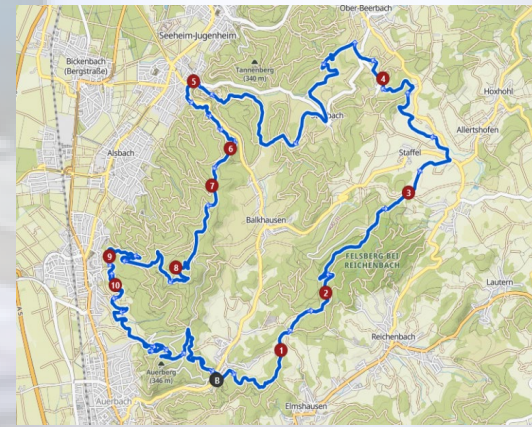 Ober-Beerbach
Seeheim-Jugenheim
Bickenbach
(Bergstraße)
Tannenberg
(340 m)
5
4
Hoxhohl
bach
Allertshofen
6
Alsbach
Staffel
7
3
Balkhausen
9
8
FELSBERG BEI
REICHENBACH
10
2
Lautern
Reichenbach
1
Auerberg
(346 m)
B
Auerbach
Elmshausen